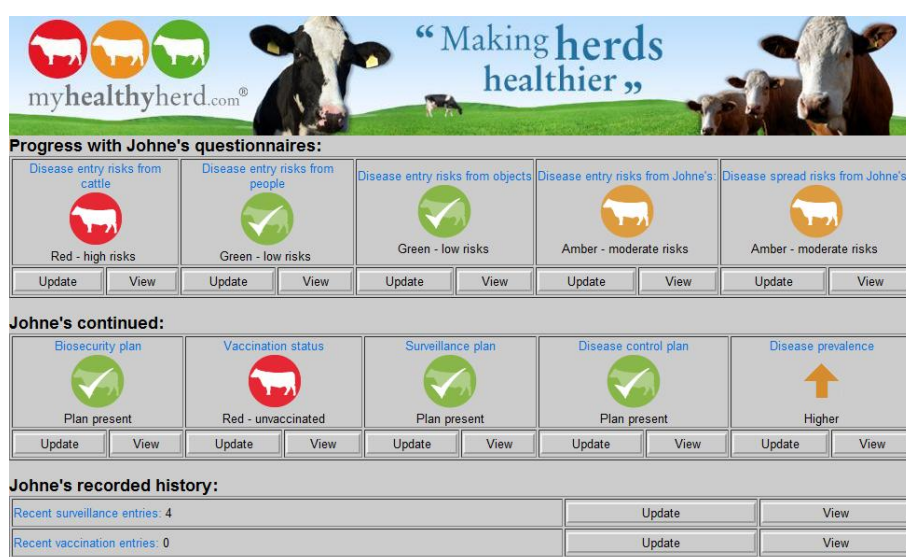 myhealthyherd.com®
“ Making herds
healthier „
Progress with Johne's questionnaires:
Disease entry risks from
cattle
Red - high risks
Disease entry risks from
people
Green - low risks
Disease entry risks from objects
Green - low risks
Disease entry risks from Johne's:
Amber - moderate risks
Disease spread risks from Johne's
Amber - moderate risks
Update View Update View Update View Update View Update View
Johne's continued:
Biosecurity plan
Plan present
Vaccination status
Red - unvaccinated
Surveillance plan
Plan present
Disease control plan
Plan present
Disease prevalence
Higher
Update View Update View Update View Update View Update View
Johne's recorded history:
Recent surveillance entries: 4 Update View
Recent vaccination entries: 0 Update View